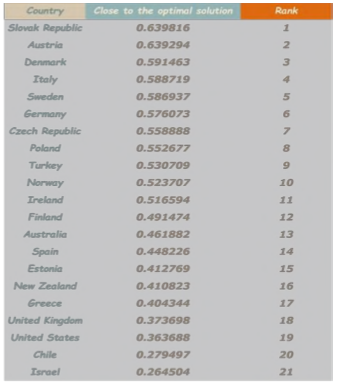 Country Close to the optimal solution Rank
Slovak Republic 0.639816 1
Austria 0.639294 2
Denmark 0.591463 3
Italy 0.588719 4
Sweden 0.586937 5
Germany 0.576073 6
Czech Republic 0.558888 7
Poland 0.552677 8
Turkey 0.530709 9
Norway 0.523707 10
Ireland 0.516594 11
Finland 0.491474 12
Australia 0.461882 13
Spain 0.448226 14
Estonia 0.412769 15
New Zealand 0.410823 16
Greece 0.404344 17
United Kingdom 0.373698 18
United States 0.363688 19
Chile 0.279497 20
Israel 0.264504 21